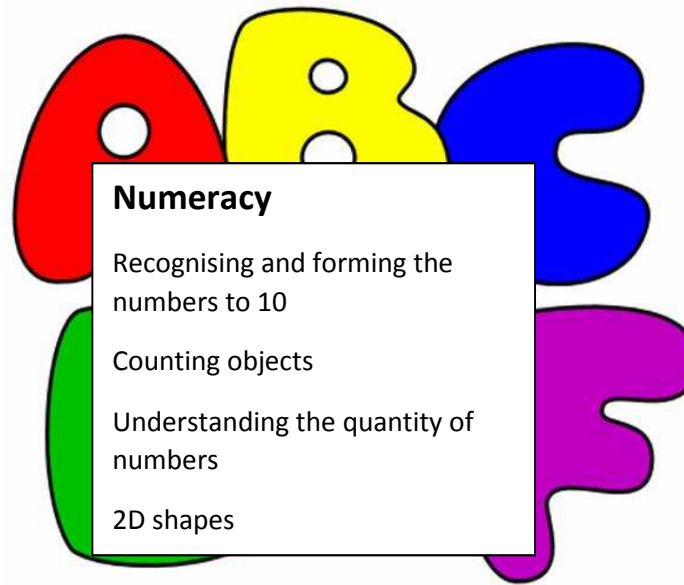 A B C
Numeracy
Recognising and forming the
numbers to 10
Counting objects
Understanding the quantity of
numbers
2D shapes
F